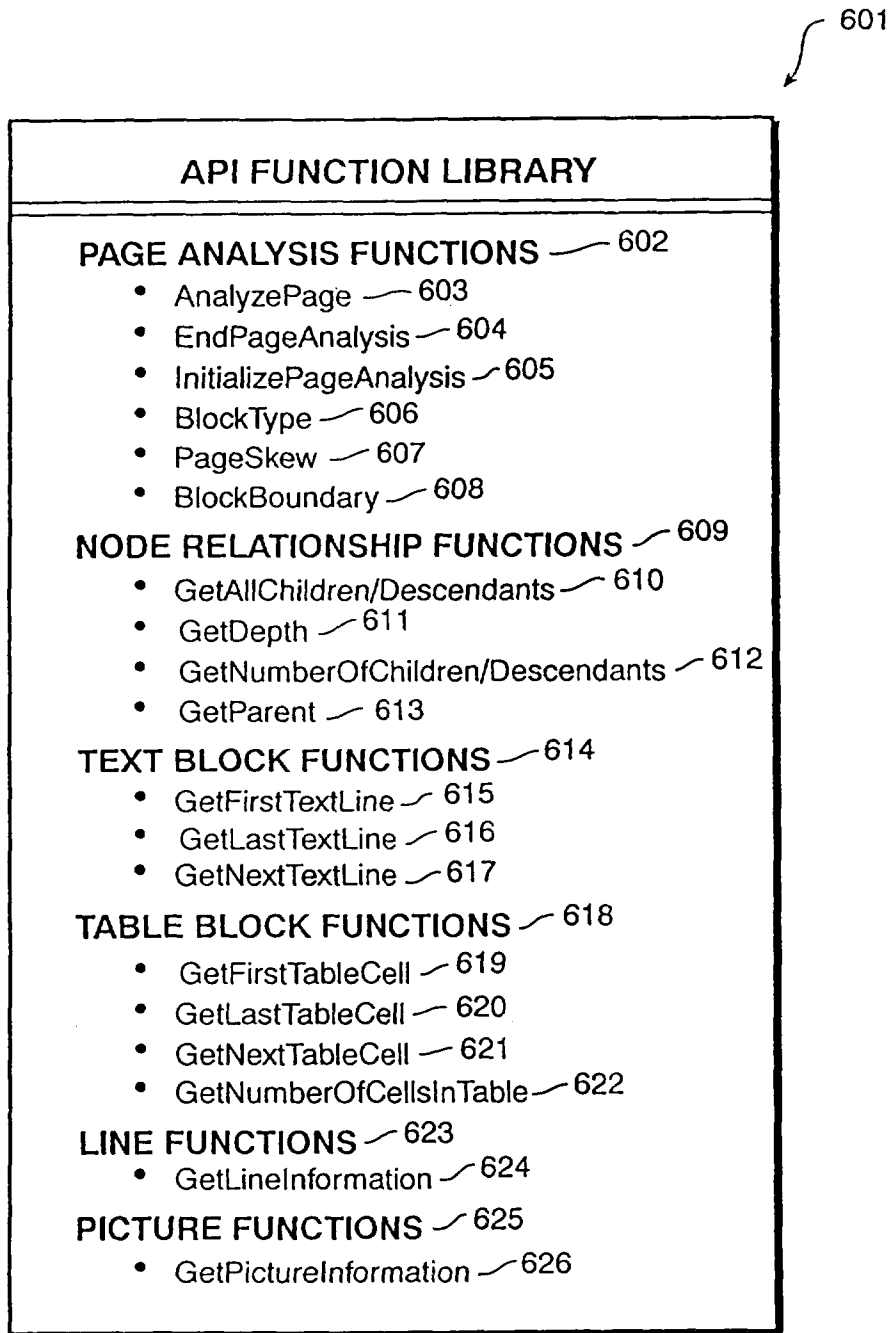 601
API FUNCTION LIBRARY
PAGE ANALYSIS FUNCTIONS 602
• AnalyzePage 603
• EndPageAnalysis 604
• InitializePageAnalysis 605
• BlockType 606
• PageSkew 607
• BlockBoundary 608
NODE RELATIONSHIP FUNCTIONS 609
• GetAllChildren/Descendants 610
• GetDepth 611
• GetNumberOfChildren/Descendants 612
• GetParent 613
TEXT BLOCK FUNCTIONS 614
• GetFirstTextLine 615
• GetLastTextLine 616
• GetNextTextLine 617
TABLE BLOCK FUNCTIONS 618
• GetFirstTableCell 619
• GetLastTableCell 620
• GetNextTableCell 621
• GetNumberOfCellsInTable 622
LINE FUNCTIONS 623
• GetLineInformation 624
PICTURE FUNCTIONS 625
• GetPictureInformation 626